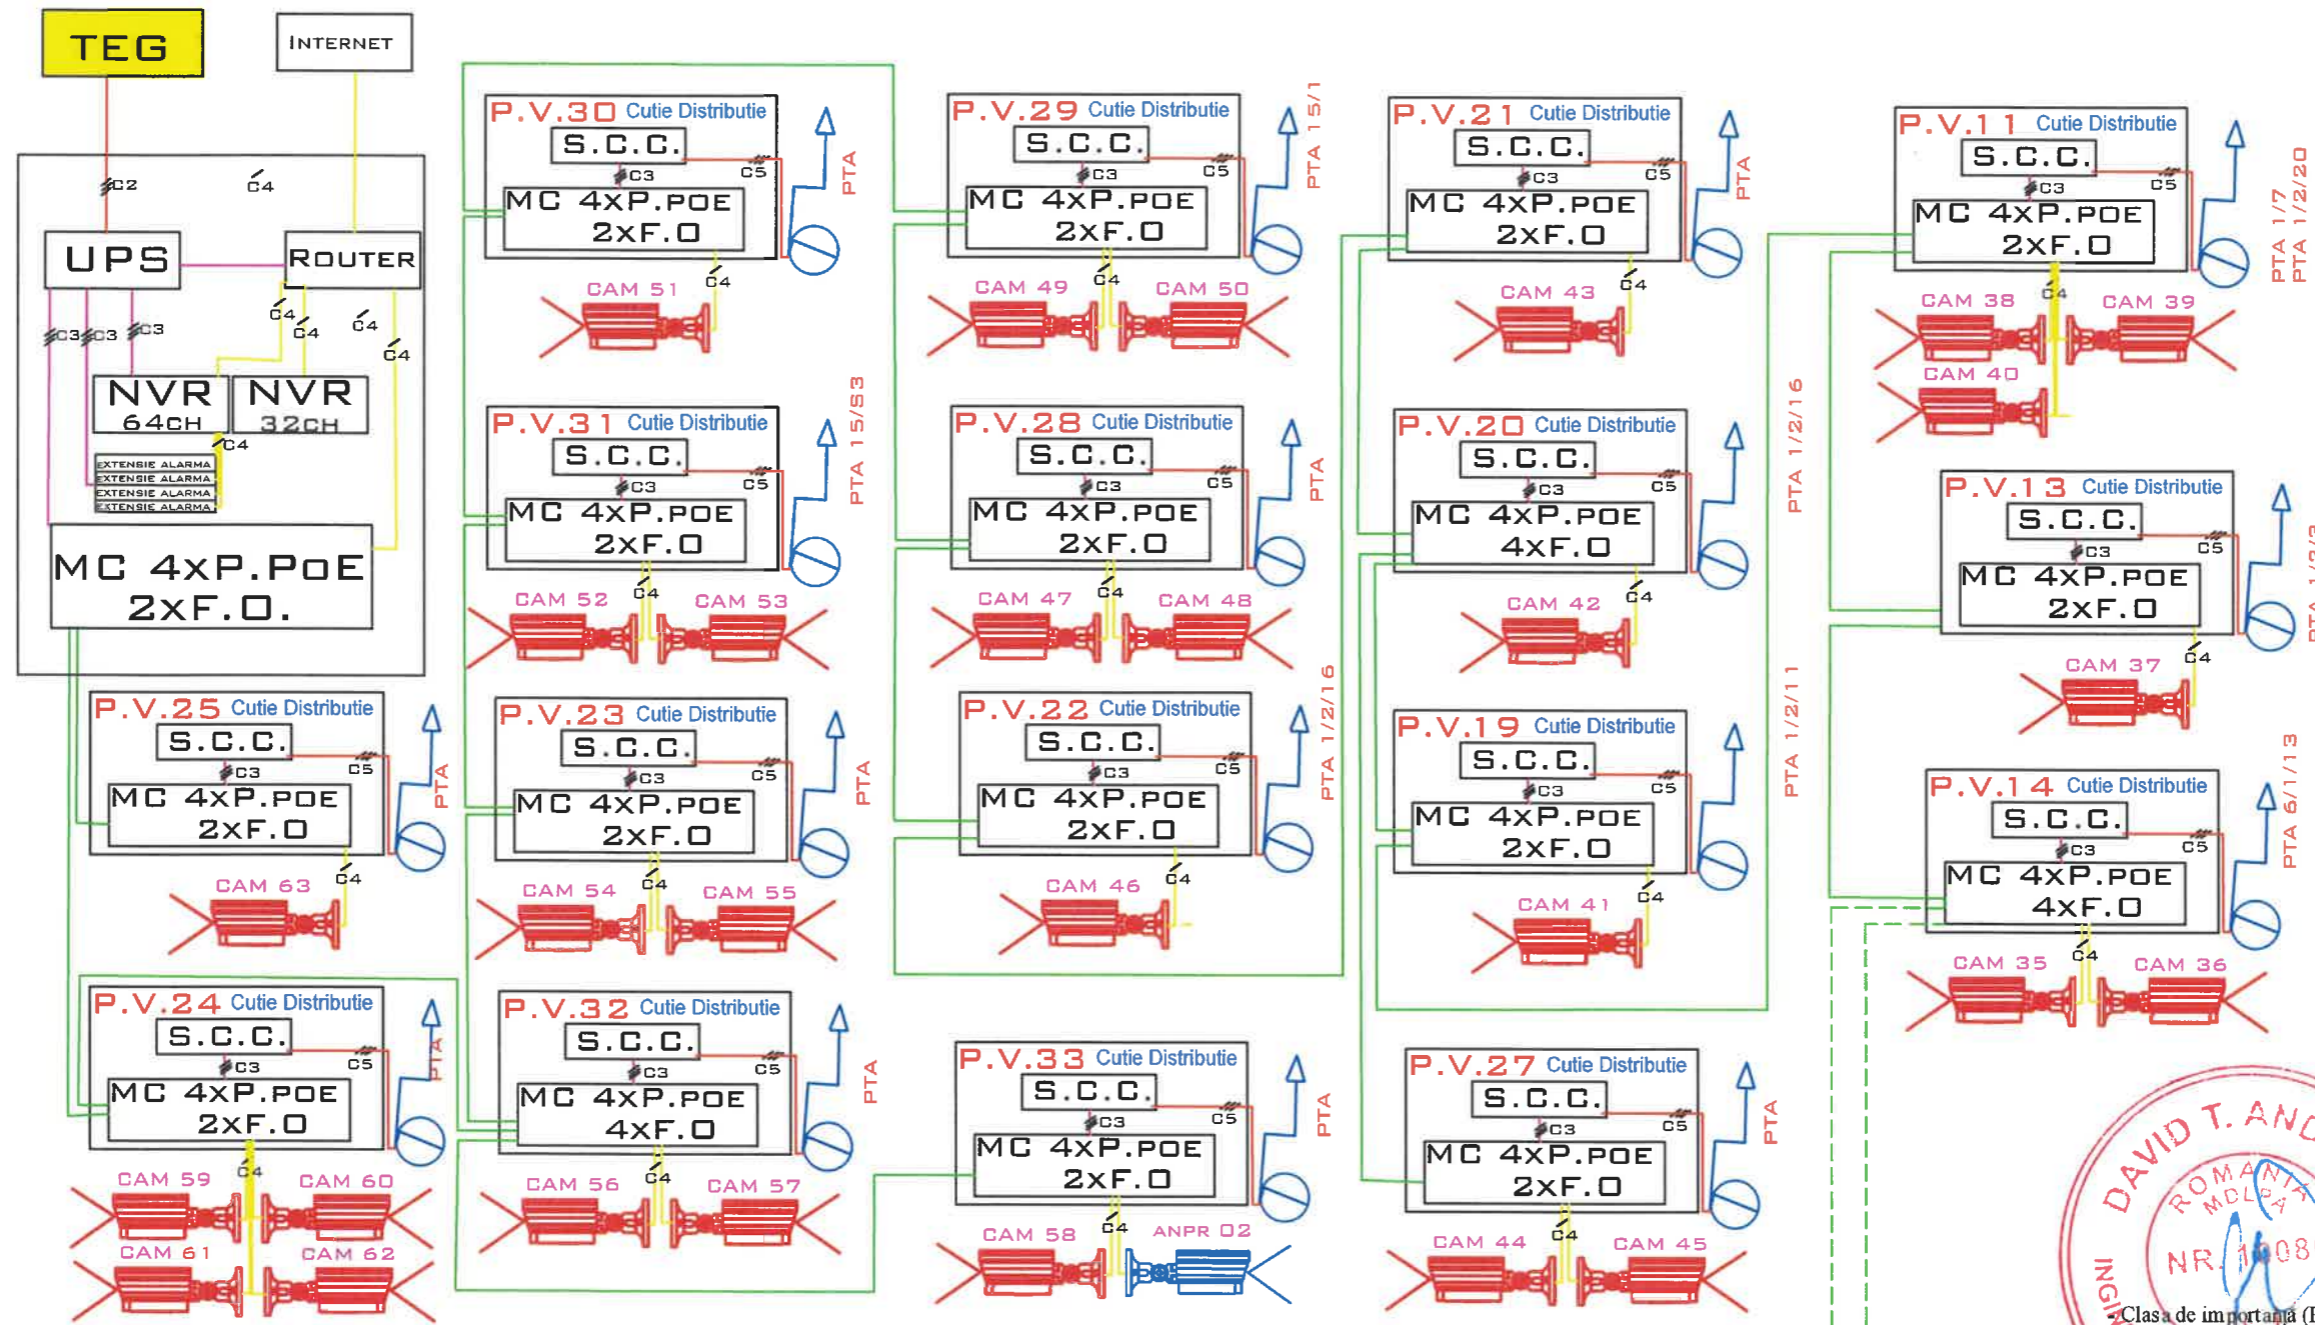 TEG
INTERNET
C2
C4
UPS
ROUTER
C3
C3
C3
C4
C4
C4
C4
NVR
64CH
NVR
32CH
C4
EXTENSIE ALARMA
EXTENSIE ALARMA
EXTENSIE ALARMA
EXTENSIE ALARMA
MC 4xP.PoE
2xF.O.
P.V.25 Cutie Distributie
S.C.C.
C3
C5
MC 4xP.POE
2xF.O
PTA
C4
CAM 63
P.V.24 Cutie Distributie
S.C.C.
C3
C5
MC 4xP.POE
2xF.O
PTA
C4
CAM 59
CAM 60
CAM 61
CAM 62
P.V.30 Cutie Distributie
S.C.C.
C3
C5
MC 4xP.POE
2xF.O
PTA
C4
CAM 51
P.V.31 Cutie Distributie
S.C.C.
C3
C5
MC 4xP.POE
2xF.O
PTA 15/S3
C4
CAM 52
CAM 53
P.V.23 Cutie Distributie
S.C.C.
C3
C5
MC 4xP.POE
2xF.O
PTA
C4
CAM 54
CAM 55
P.V.32 Cutie Distributie
S.C.C.
C3
C5
MC 4xP.POE
4xF.O
PTA
C4
CAM 56
CAM 57
P.V.29 Cutie Distributie
S.C.C.
C3
C5
MC 4xP.POE
2xF.O
PTA 15/1
C4
CAM 49
CAM 50
P.V.28 Cutie Distributie
S.C.C.
C3
C5
MC 4xP.POE
2xF.O
PTA
C4
CAM 47
CAM 48
P.V.22 Cutie Distributie
S.C.C.
C3
C5
MC 4xP.POE
2xF.O
PTA 1/2/16
C4
CAM 46
P.V.33 Cutie Distributie
S.C.C.
C3
C5
MC 4xP.POE
2xF.O
PTA
C4
CAM 58
ANPR 02
P.V.21 Cutie Distributie
S.C.C.
C3
C5
MC 4xP.POE
2xF.O
PTA
C4
CAM 43
P.V.20 Cutie Distributie
S.C.C.
C3
C5
MC 4xP.POE
4xF.O
PTA 1/2/16
C4
CAM 42
P.V.19 Cutie Distributie
S.C.C.
C3
C5
MC 4xP.POE
2xF.O
PTA 1/2/11
C4
CAM 41
P.V.27 Cutie Distributie
S.C.C.
C3
C5
MC 4xP.POE
2xF.O
PTA
C4
CAM 44
CAM 45
P.V.11 Cutie Distributie
S.C.C.
C3
C5
MC 4xP.POE
2xF.O
PTA 1/7
PTA 1/2/20
C4
CAM 38
CAM 39
CAM 40
P.V.13 Cutie Distributie
S.C.C.
C3
C5
MC 4xP.POE
2xF.O
C4
CAM 37
P.V.14 Cutie Distributie
S.C.C.
C3
C5
MC 4xP.POE
4xF.O
PTA 6/1/13
C4
CAM 35
CAM 36
DAVID T.
ROMANIA
MDLPA
NR.
Clasa de importanță